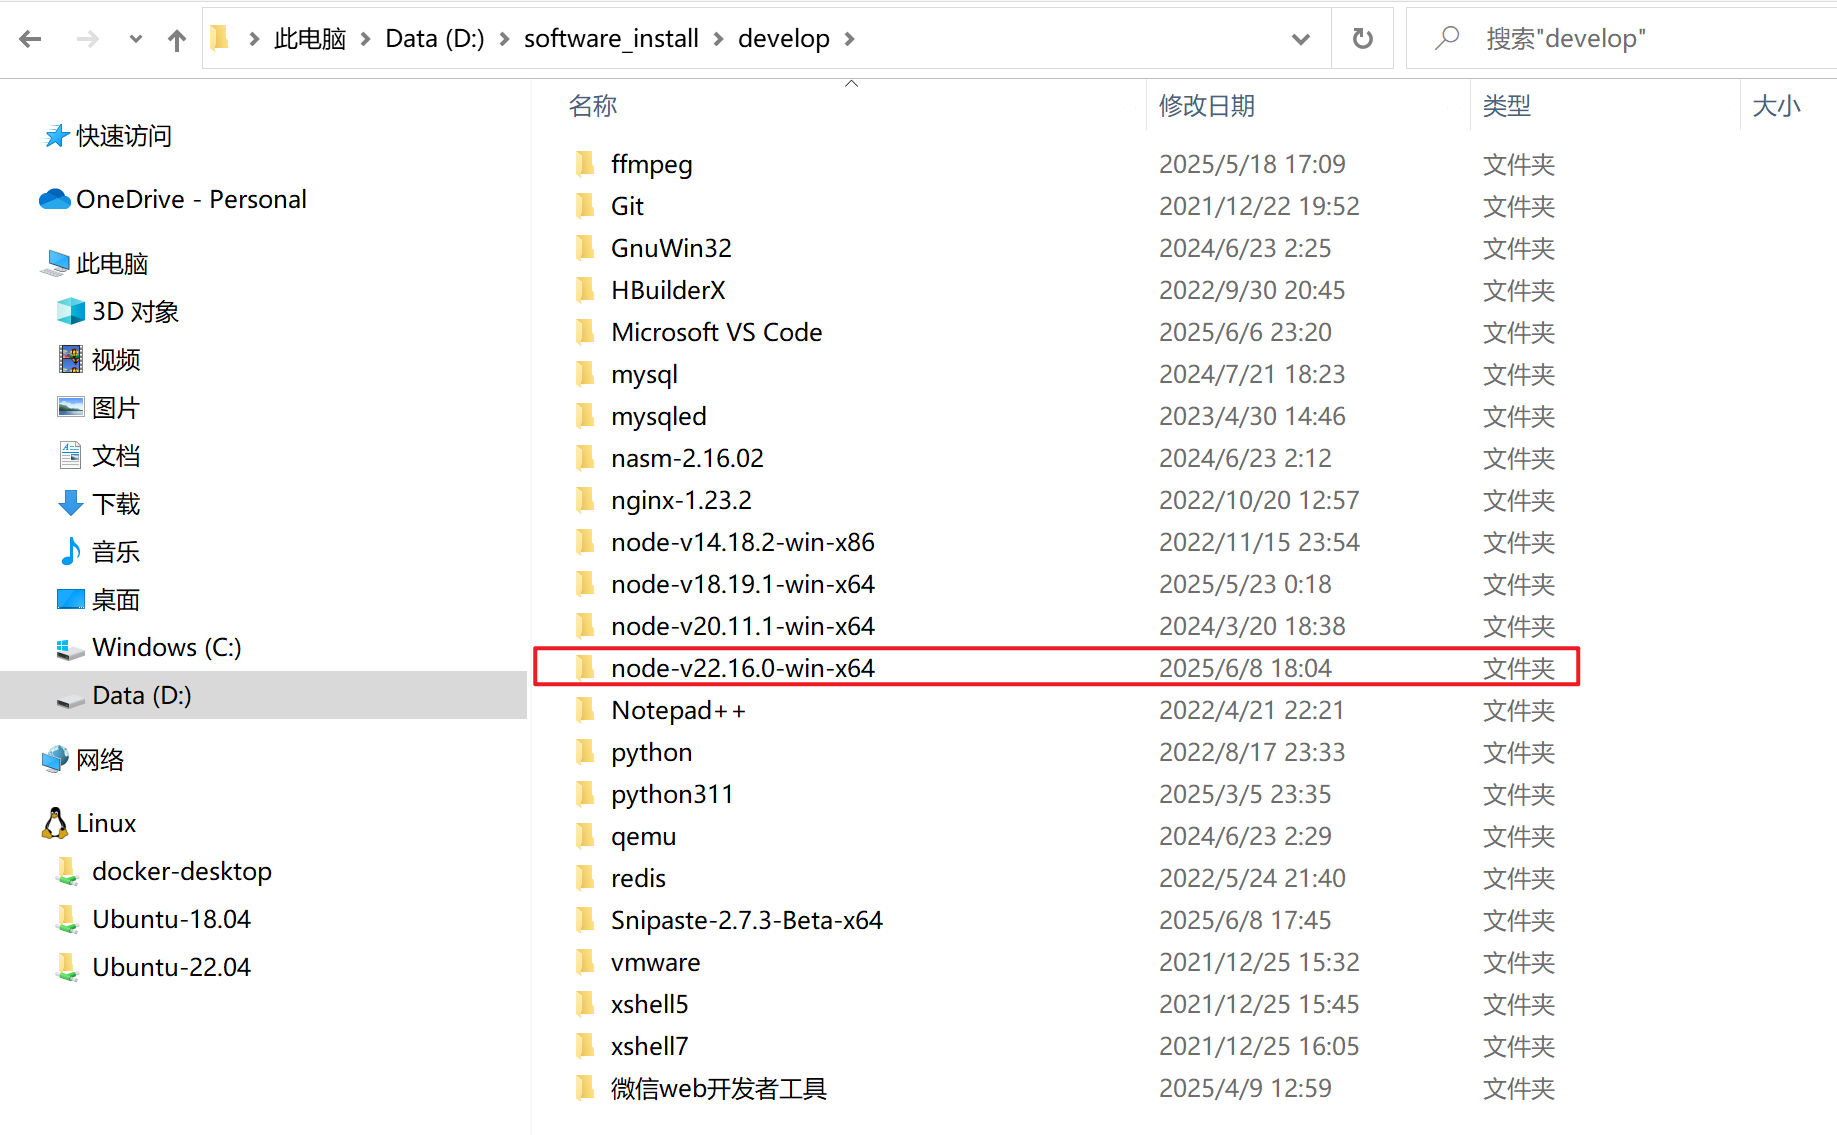 此电脑 Data (D:) software_install develop
搜索"develop"
快速访问
OneDrive - Personal
此电脑
3D 对象
视频
图片
文档
下载
音乐
桌面
Windows (C:)
Data (D:)
网络
Linux
docker-desktop
Ubuntu-18.04
Ubuntu-22.04
名称 修改日期 类型 大小
ffmpeg 2025/5/18 17:09 文件夹
Git 2021/12/22 19:52 文件夹
GnuWin32 2024/6/23 2:25 文件夹
HBuilderX 2022/9/30 20:45 文件夹
Microsoft VS Code 2025/6/6 23:20 文件夹
mysql 2024/7/21 18:23 文件夹
mysqled 2023/4/30 14:46 文件夹
nasm-2.16.02 2024/6/23 2:12 文件夹
nginx-1.23.2 2022/10/20 12:57 文件夹
node-v14.18.2-win-x86 2022/11/15 23:54 文件夹
node-v18.19.1-win-x64 2025/5/23 0:18 文件夹
node-v20.11.1-win-x64 2024/3/20 18:38 文件夹
node-v22.16.0-win-x64 2025/6/8 18:04 文件夹
Notepad++ 2022/4/21 22:21 文件夹
python 2022/8/17 23:33 文件夹
python311 2025/3/5 23:35 文件夹
qemu 2024/6/23 2:29 文件夹
redis 2022/5/24 21:40 文件夹
Snipaste-2.7.3-Beta-x64 2025/6/8 17:45 文件夹
vmware 2021/12/25 15:32 文件夹
xshell5 2021/12/25 15:45 文件夹
xshell7 2021/12/25 16:05 文件夹
微信web开发者工具 2025/4/9 12:59 文件夹